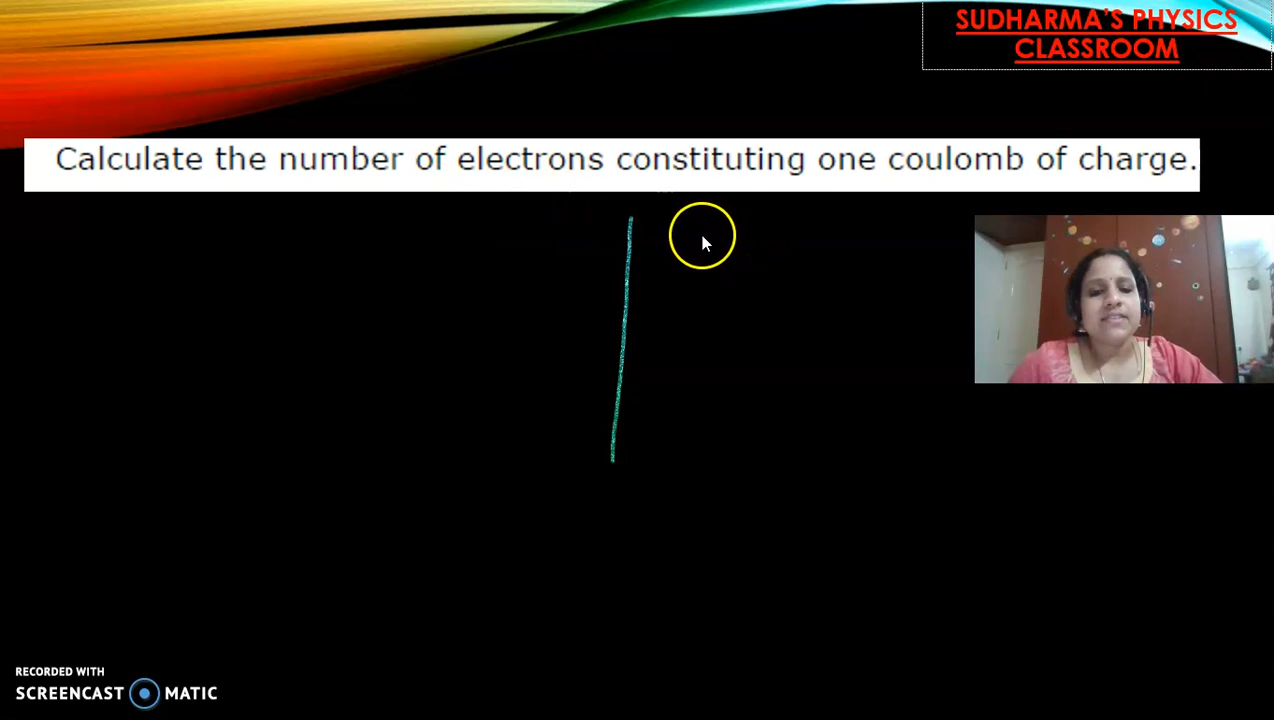 SUDHARMA'S PHYSICS
CLASSROOM
Calculate the number of electrons constituting one coulomb of charge.
RECORDED WITH
SCREENCAST MATIC